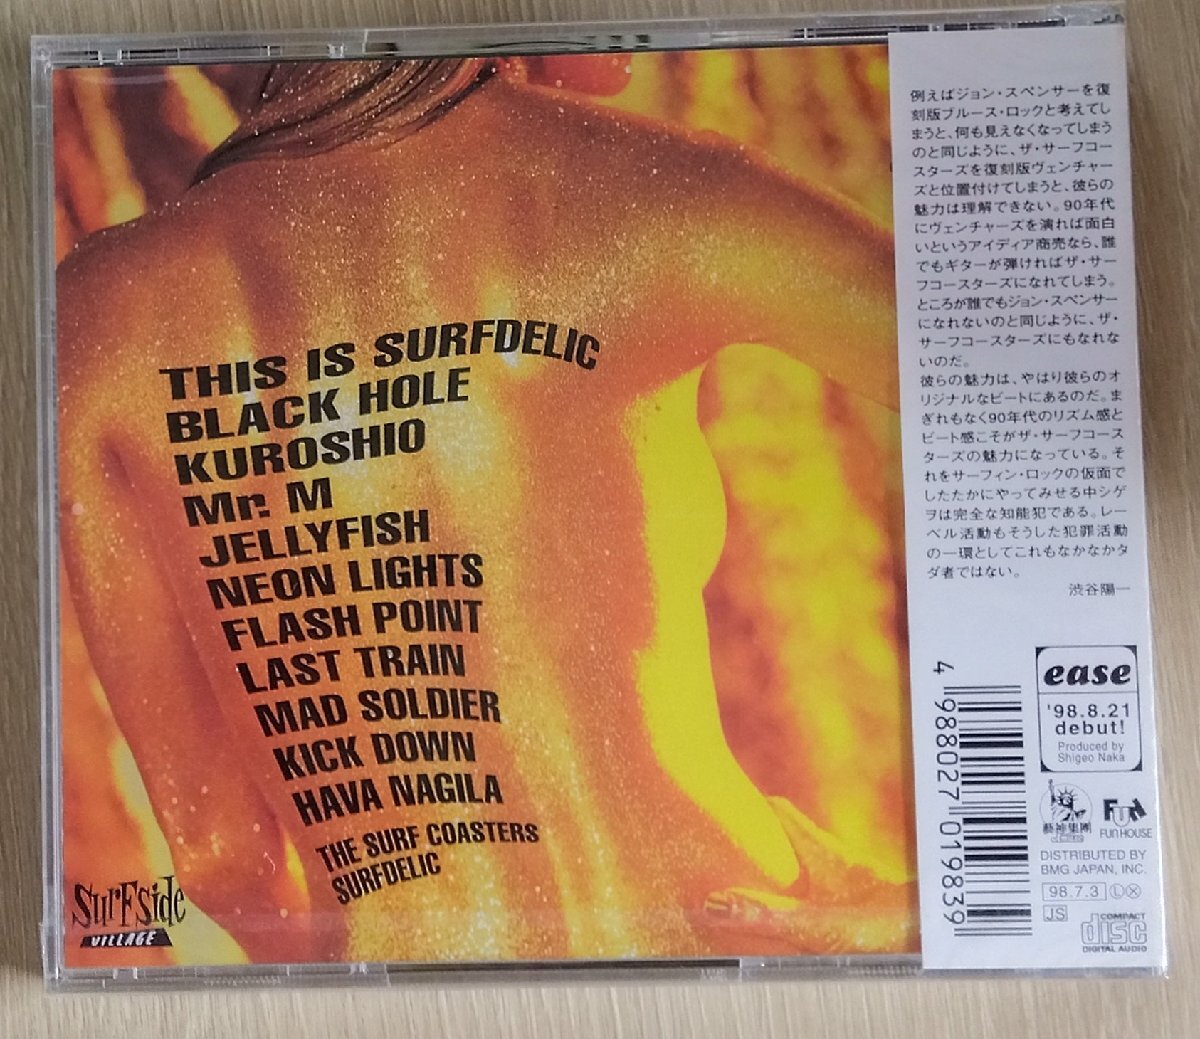 THIS IS SURFDELIC
BLACK HOLE
KUROSHIO
Mr. M
JELLYFISH
NEON LIGHTS
FLASH POINT
LAST TRAIN
MAD SOLDIER
KICK DOWN
HAVA NAGILA
THE SURF COASTERS
SURFDELIC
SurFside
VILLAGE
例えばジョン・スペンサーを復
刻版ブルース・ロックと考えてし
まうと、何も見えなくなってしまう
のと同じように、ザ・サーフコー
スターズを復刻版ヴェンチャー
ズと位置付けてしまうと、彼らの
魅力は理解できない。90年代
にヴェンチャーズを演れば面白
いというアイディア商売なら、誰
でもギターが弾ければザ・サー
フコースターズになれてしまう。
ところが誰でもジョン・スペンサー
になれないのと同じように、ザ・
サーフコースターズにもなれな
いのだ。
彼らの魅力は、やはり彼らのオ
リジナルなビートにあるのだ。ま
ぎれもなく90年代のリズム感と
ビート感こそがザ・サーフコース
ターズの魅力になっている。そ
れをサーフィン・ロックの仮面で
したたかにやってみせる中シゲ
ヲは完全な知能犯である。レー
ベル活動もそうした犯罪活動
の一環としてこれもなかなかタ
ダ者ではない。
渋谷陽一
ease
'98.8.21
debut!
Produced by
Shigeo Naka
4 988027 019839
藝神集團
FUN
FUN HOUSE
DISTRIBUTED BY
BMG JAPAN, INC.
98.7.3 Ⓛ Ⓧ
JS
COMPACT
disc
DIGITAL AUDIO